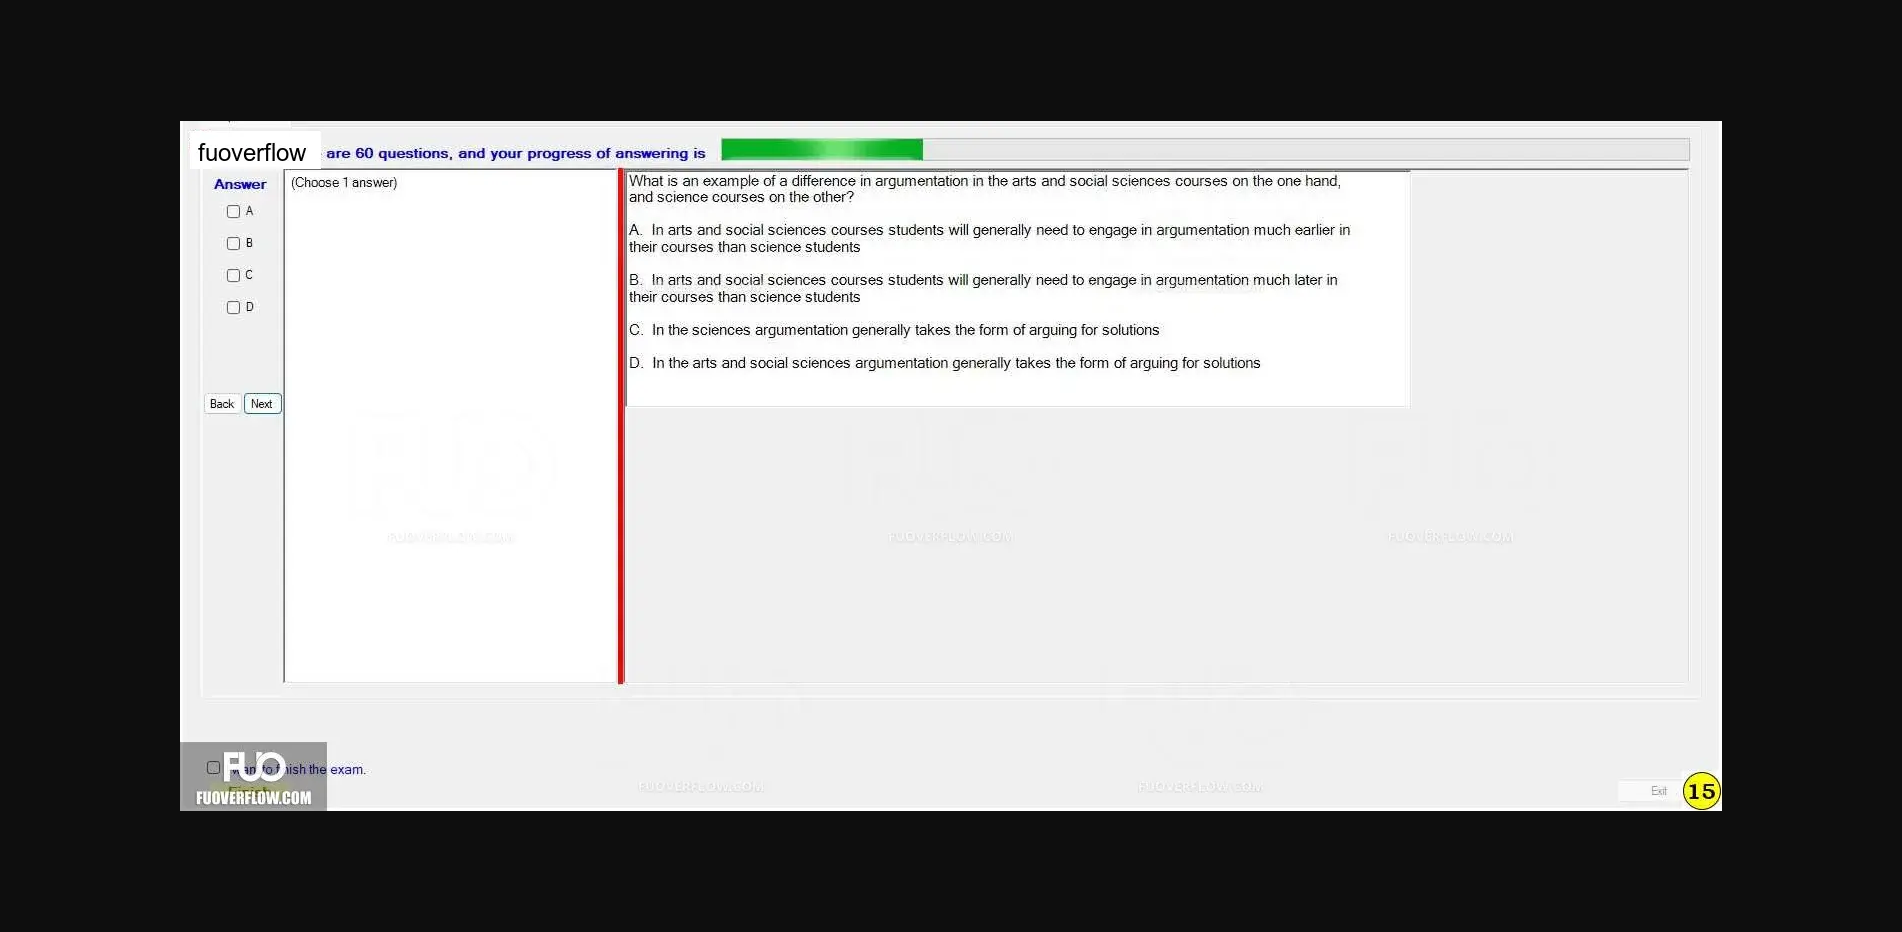 fuoverflow are 60 questions, and your progress of answering is
Answer
(Choose 1 answer)
A
B
C
D
Back Next
What is an example of a difference in argumentation in the arts and social sciences courses on the one hand,
and science courses on the other?
A. In arts and social sciences courses students will generally need to engage in argumentation much earlier in
their courses than science students
B. In arts and social sciences courses students will generally need to engage in argumentation much later in
their courses than science students
C. In the sciences argumentation generally takes the form of arguing for solutions
D. In the arts and social sciences argumentation generally takes the form of arguing for solutions
FUOVERFLOW.COM FUOVERFLOW.COM FUOVERFLOW.COM
want to finish the exam.
FUO
Finish
FUOVERFLOW.COM
FUOVERFLOW.COM FUOVERFLOW.COM
Exit 15